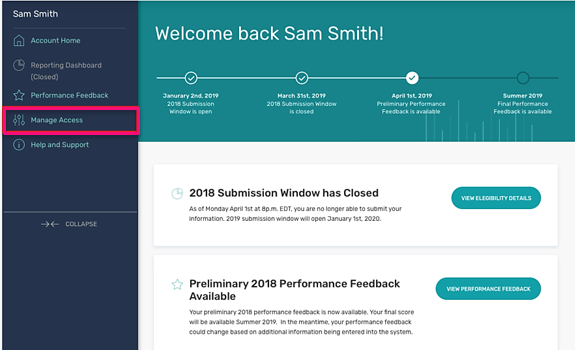 Sam Smith
Account Home
Reporting Dashboard
(Closed)
Performance Feedback
Manage Access
Help and Support
COLLAPSE
Welcome back Sam Smith!
Janurary 2nd, 2019
2018 Submission
Window is open
March 31st, 2019
2018 Submission Window
is closed
April 1st, 2019
Preliminary Performance
Feedback is available
Summer 2019
Final Performance
Feedback is available
2018 Submission Window has Closed
As of Monday April 1st at 8p.m. EDT, you are no longer able to submit your
information. 2019 submission window will open January 1st, 2020.
VIEW ELEGIBILITY DETAILS
Preliminary 2018 Performance Feedback
Available
Your preliminary 2018 performance feedback is now available. Your final score
will be available Summer 2019. In the meantime, your performance feedback
could change based on additional information being entered into the system.
VIEW PERFORMANCE FEEDBACK